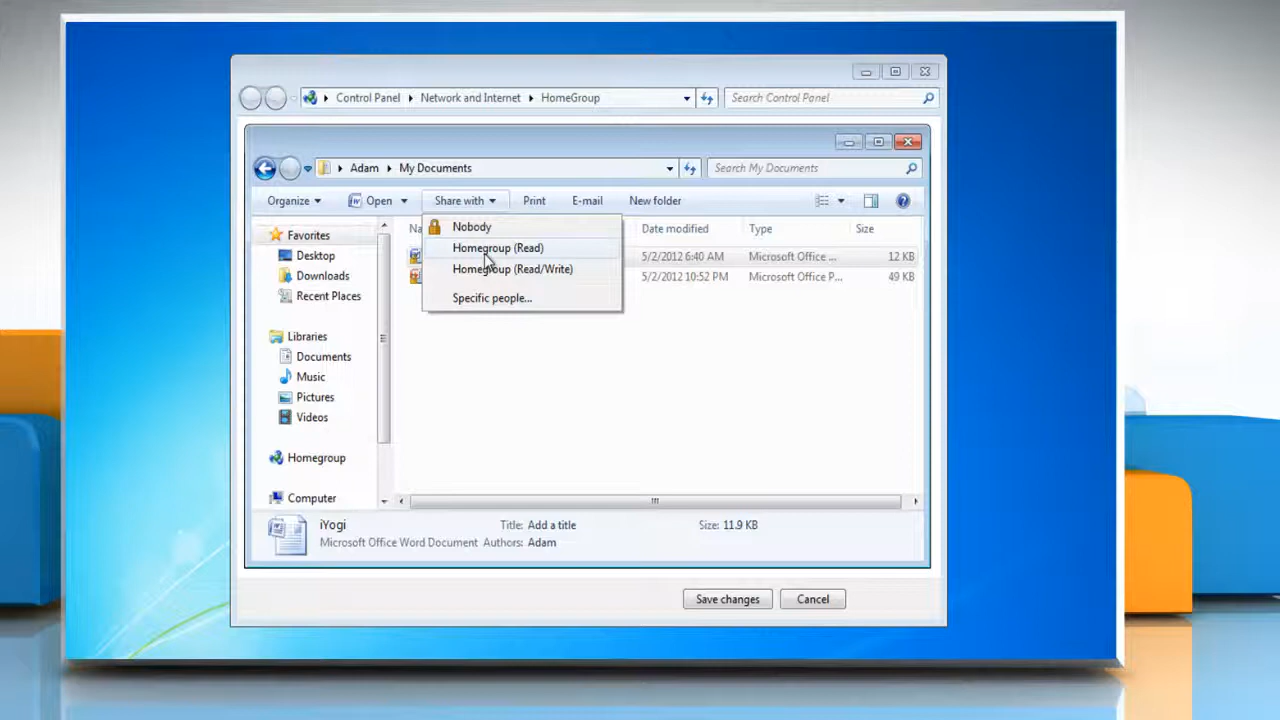 Control Panel Network and Internet HomeGroup Search Control Panel
Adam My Documents Search My Documents
Organize Open Share with Print E-mail New folder
Favorites
Desktop
Downloads
Recent Places
Libraries
Documents
Music
Pictures
Videos
Homegroup
Computer
Nobody
Homegroup (Read)
Homegroup (Read/Write)
Specific people...
Date modified Type Size
5/2/2012 6:40 AM Microsoft Office ... 12 KB
5/2/2012 10:52 PM Microsoft Office P... 49 KB
iYogi Title: Add a title Size: 11.9 KB
Microsoft Office Word Document Authors: Adam
Save changes Cancel